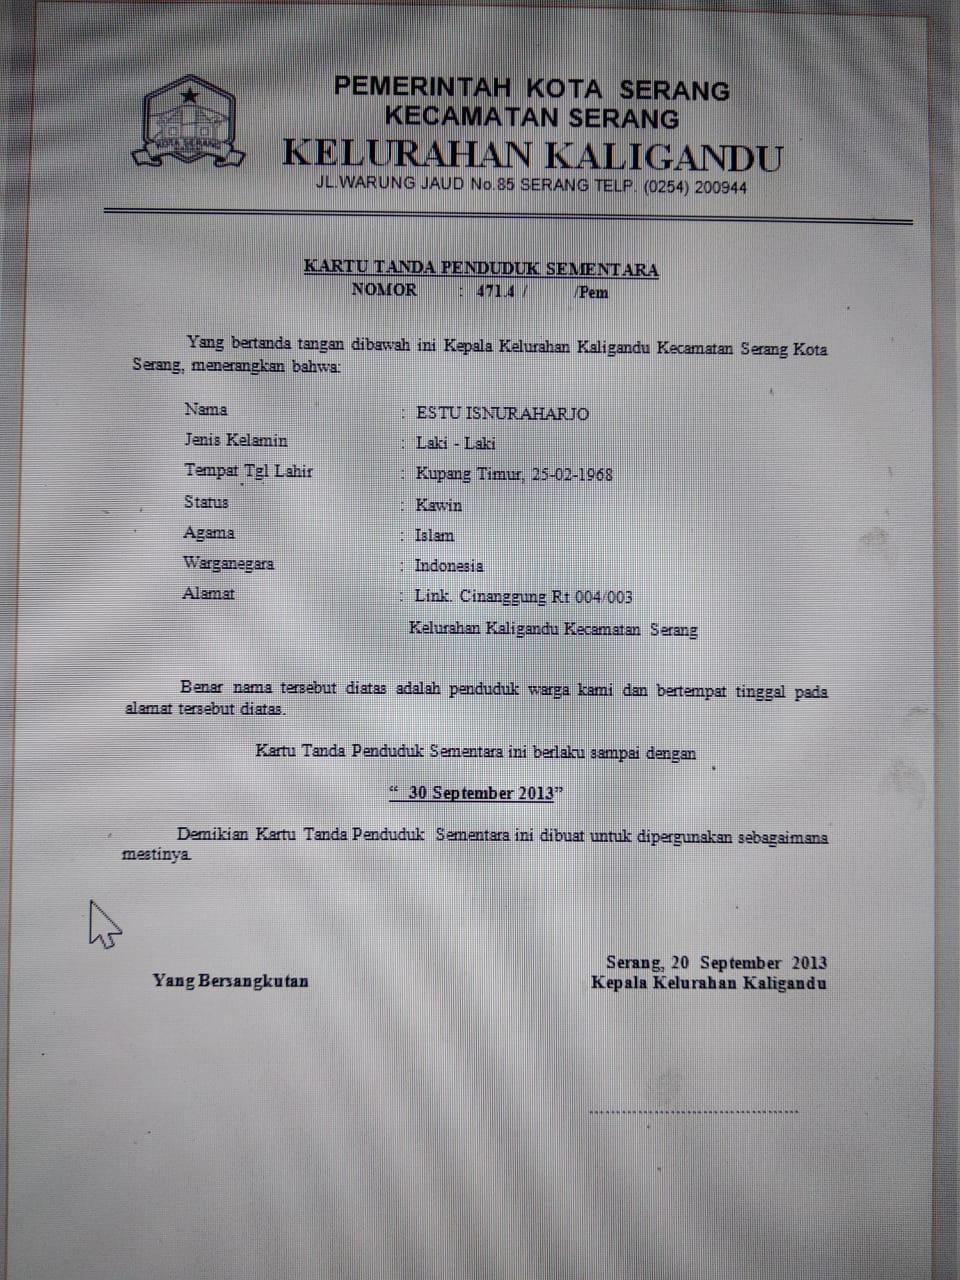 PEMERINTAH KOTA SERANG
KECAMATAN SERANG
KELURAHAN KALIGANDU
JL.WARUNG JAUD No.85 SERANG TELP. (0254) 200944
KOTA SERANG
KARTU TANDA PENDUDUK SEMENTARA
NOMOR : 471.4 / /Pem
Yang bertanda tangan dibawah ini Kepala Kelurahan Kaligandu Kecamatan Serang Kota
Serang, menerangkan bahwa:
Nama : ESTU ISNURAHARJO
Jenis Kelamin : Laki - Laki
Tempat Tgl Lahir : Kupang Timur, 25-02-1968
Status : Kawin
Agama : Islam
Warganegara : Indonesia
Alamat : Link. Cinanggung Rt 004/003
Kelurahan Kaligandu Kecamatan Serang
Benar nama tersebut diatas adalah penduduk warga kami dan bertempat tinggal pada
alamat tersebut diatas.
Kartu Tanda Penduduk Sementara ini berlaku sampai dengan
“ 30 September 2013”
Demikian Kartu Tanda Penduduk Sementara ini dibuat untuk dipergunakan sebagaimana
mestinya.
Serang, 20 September 2013
Yang Bersangkutan Kepala Kelurahan Kaligandu